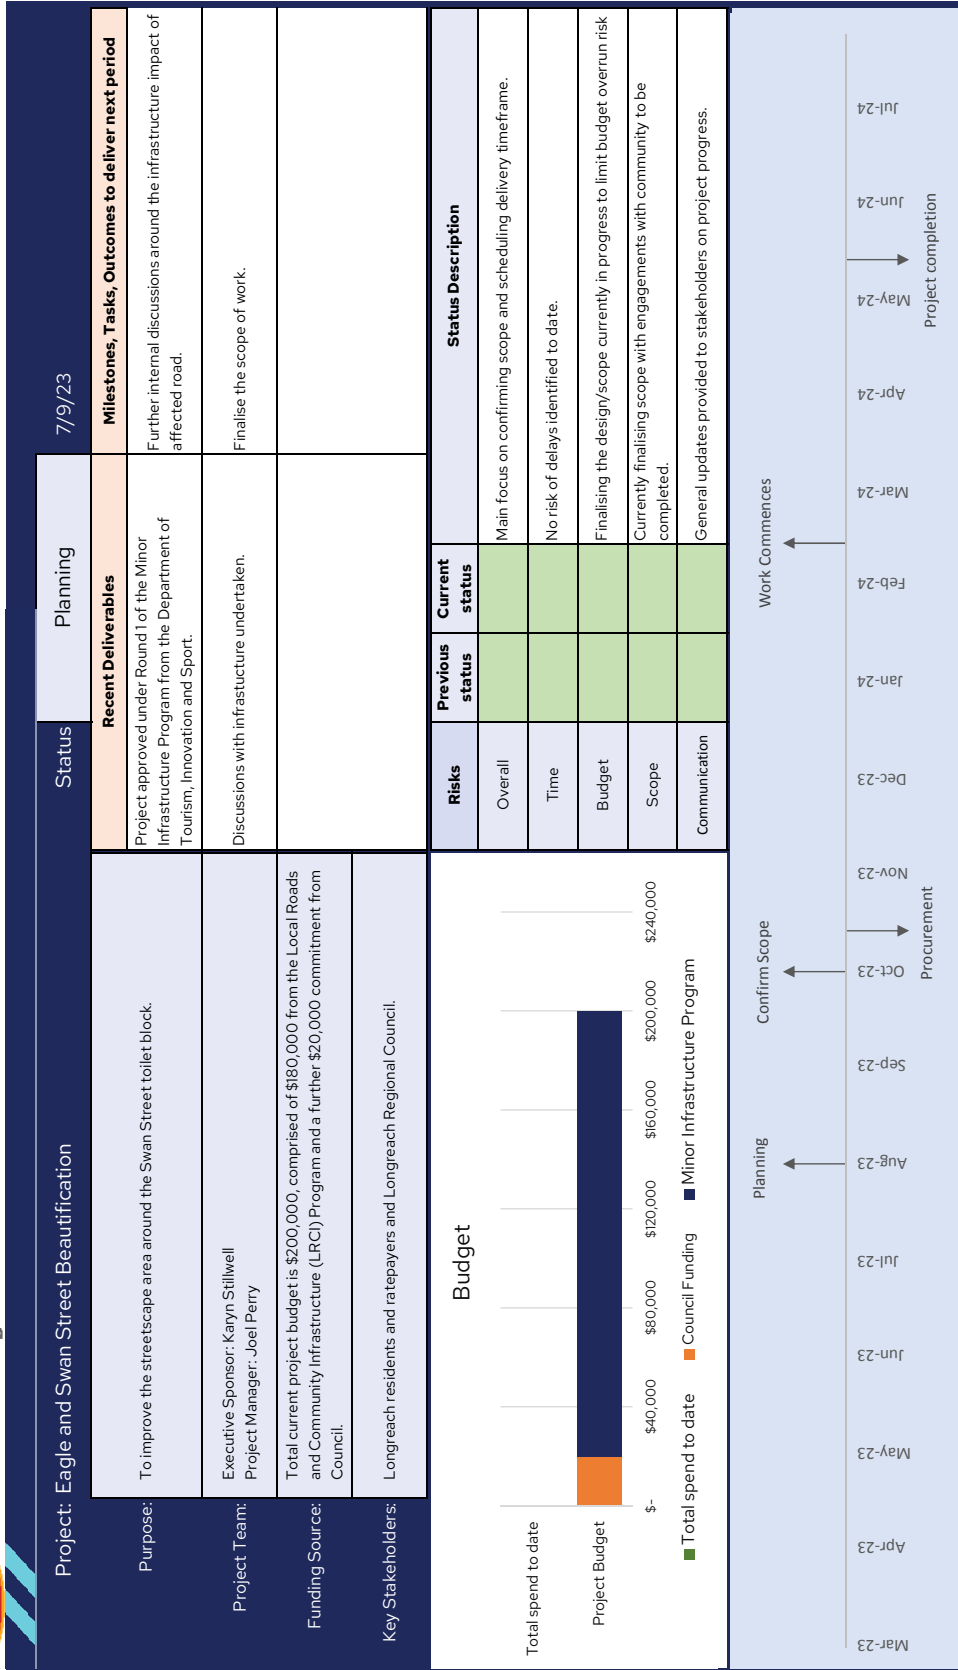 Project: Eagle and Swan Street Beautification
Status
Planning
7/9/23
Purpose:
To improve the streetscape area around the Swan Street toilet block.
Project Team:
Executive Sponsor: Karyn Stillwell
Project Manager: Joel Perry
Funding Source:
Total current project budget is $200,000, comprised of $180,000 from the Local Roads
and Community Infrastructure (LRCI) Program and a further $20,000 commitment from
Council.
Key Stakeholders:
Longreach residents and ratepayers and Longreach Regional Council.
Recent Deliverables
Milestones, Tasks, Outcomes to deliver next period
Project approved under Round 1 of the Minor
Infrastructure Program from the Department of
Tourism, Innovation and Sport.
Further internal discussions around the infrastructure impact of
affected road.
Discussions with infrastucture undertaken.
Finalise the scope of work.
Budget
Total spend to date
Project Budget
$-
$40,000
$80,000
$120,000
$160,000
$200,000
$240,000
Total spend to date
Council Funding
Minor Infrastructure Program
Risks
Previous
status
Current
status
Status Description
Overall
Main focus on confirming scope and scheduling delivery timeframe.
Time
No risk of delays identified to date.
Budget
Finalising the design/scope currently in progress to limit budget overrun risk
Scope
Currently finalising scope with engagements with community to be
completed.
Communication
General updates provided to stakeholders on project progress.
Planning
Confirm Scope
Work Commences
Mar-23
Apr-23
May-23
Jun-23
Jul-23
Aug-23
Sep-23
Oct-23
Nov-23
Dec-23
Jan-24
Feb-24
Mar-24
Apr-24
May-24
Jun-24
Jul-24
Procurement
Project completion